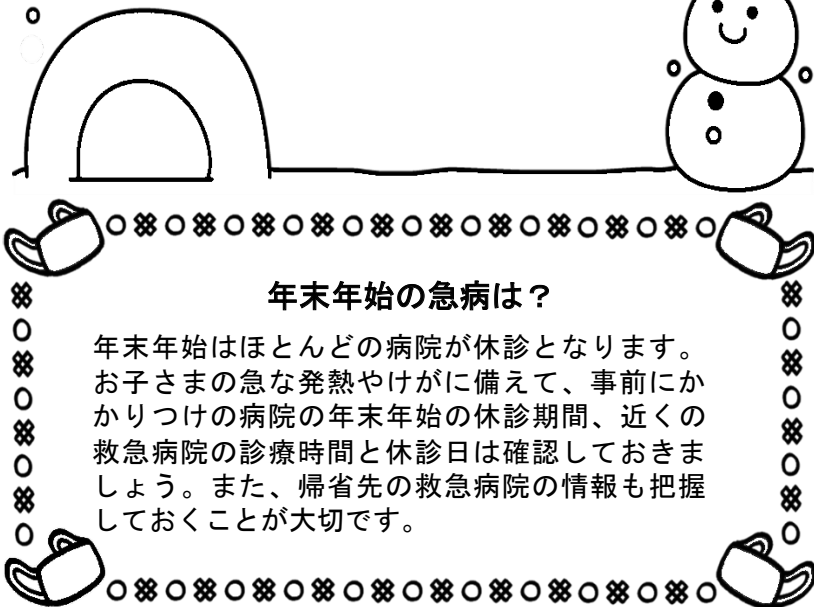 年末年始の急病は？
年末年始はほとんどの病院が休診となります。
お子さまの急な発熱やけがに備えて、事前にか
かりつけの病院の年末年始の休診期間、近くの
救急病院の診療時間と休診日は確認しておきま
しょう。また、帰省先の救急病院の情報も把握
しておくことが大切です。